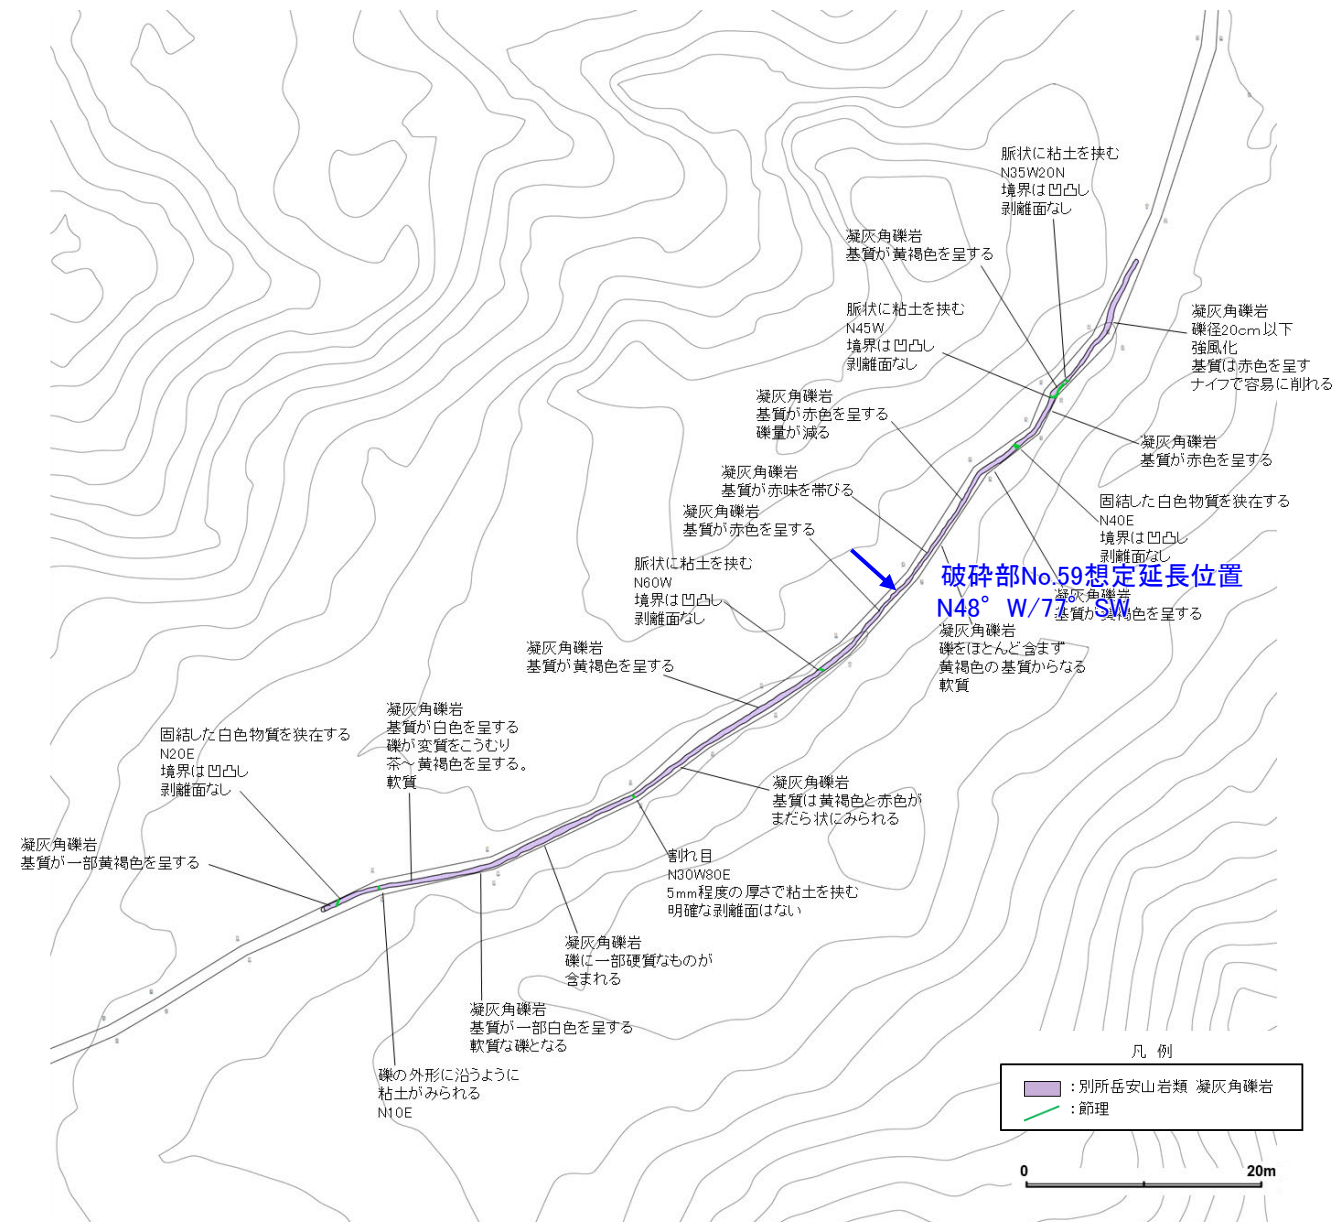 脈状に粘土を挟む
N35W20N
境界は凹凸し
剥離面なし
凝灰角礫岩
基質が黄褐色を呈する
脈状に粘土を挟む
N45W
境界は凹凸し
剥離面なし
凝灰角礫岩
礫径20cm以下
強風化
基質は赤色を呈す
ナイフで容易に削れる
凝灰角礫岩
基質が赤色を呈する
礫量が減る
凝灰角礫岩
基質が赤色を呈する
凝灰角礫岩
基質が赤味を帯びる
固結した白色物質を狭在する
N40E
境界は凹凸し
剥離面なし
凝灰角礫岩
基質が赤色を呈する
脈状に粘土を挟む
N60W
境界は凹凸し
剥離面なし
破砕部No.59想定延長位置
N48°W/77°SW
凝灰角礫岩
基質が黄褐色を呈する
凝灰角礫岩
礫をほとんど含まず
黄褐色の基質からなる
軟質
凝灰角礫岩
基質が黄褐色を呈する
凝灰角礫岩
基質が白色を呈する
礫が変質をこうむり
茶～黄褐色を呈する。
軟質
固結した白色物質を狭在する
N20E
境界は凹凸し
剥離面なし
凝灰角礫岩
基質は黄褐色と赤色が
まだら状にみられる
凝灰角礫岩
基質が一部黄褐色を呈する
割れ目
N30W80E
5mm程度の厚さで粘土を挟む
明確な剥離面はない
凝灰角礫岩
礫に一部硬質なものが
含まれる
凝灰角礫岩
基質が一部白色を呈する
軟質な礫となる
礫の外形に沿うように
粘土がみられる
N10E
凡 例
：別所岳安山岩類 凝灰角礫岩
：節理
0 20m